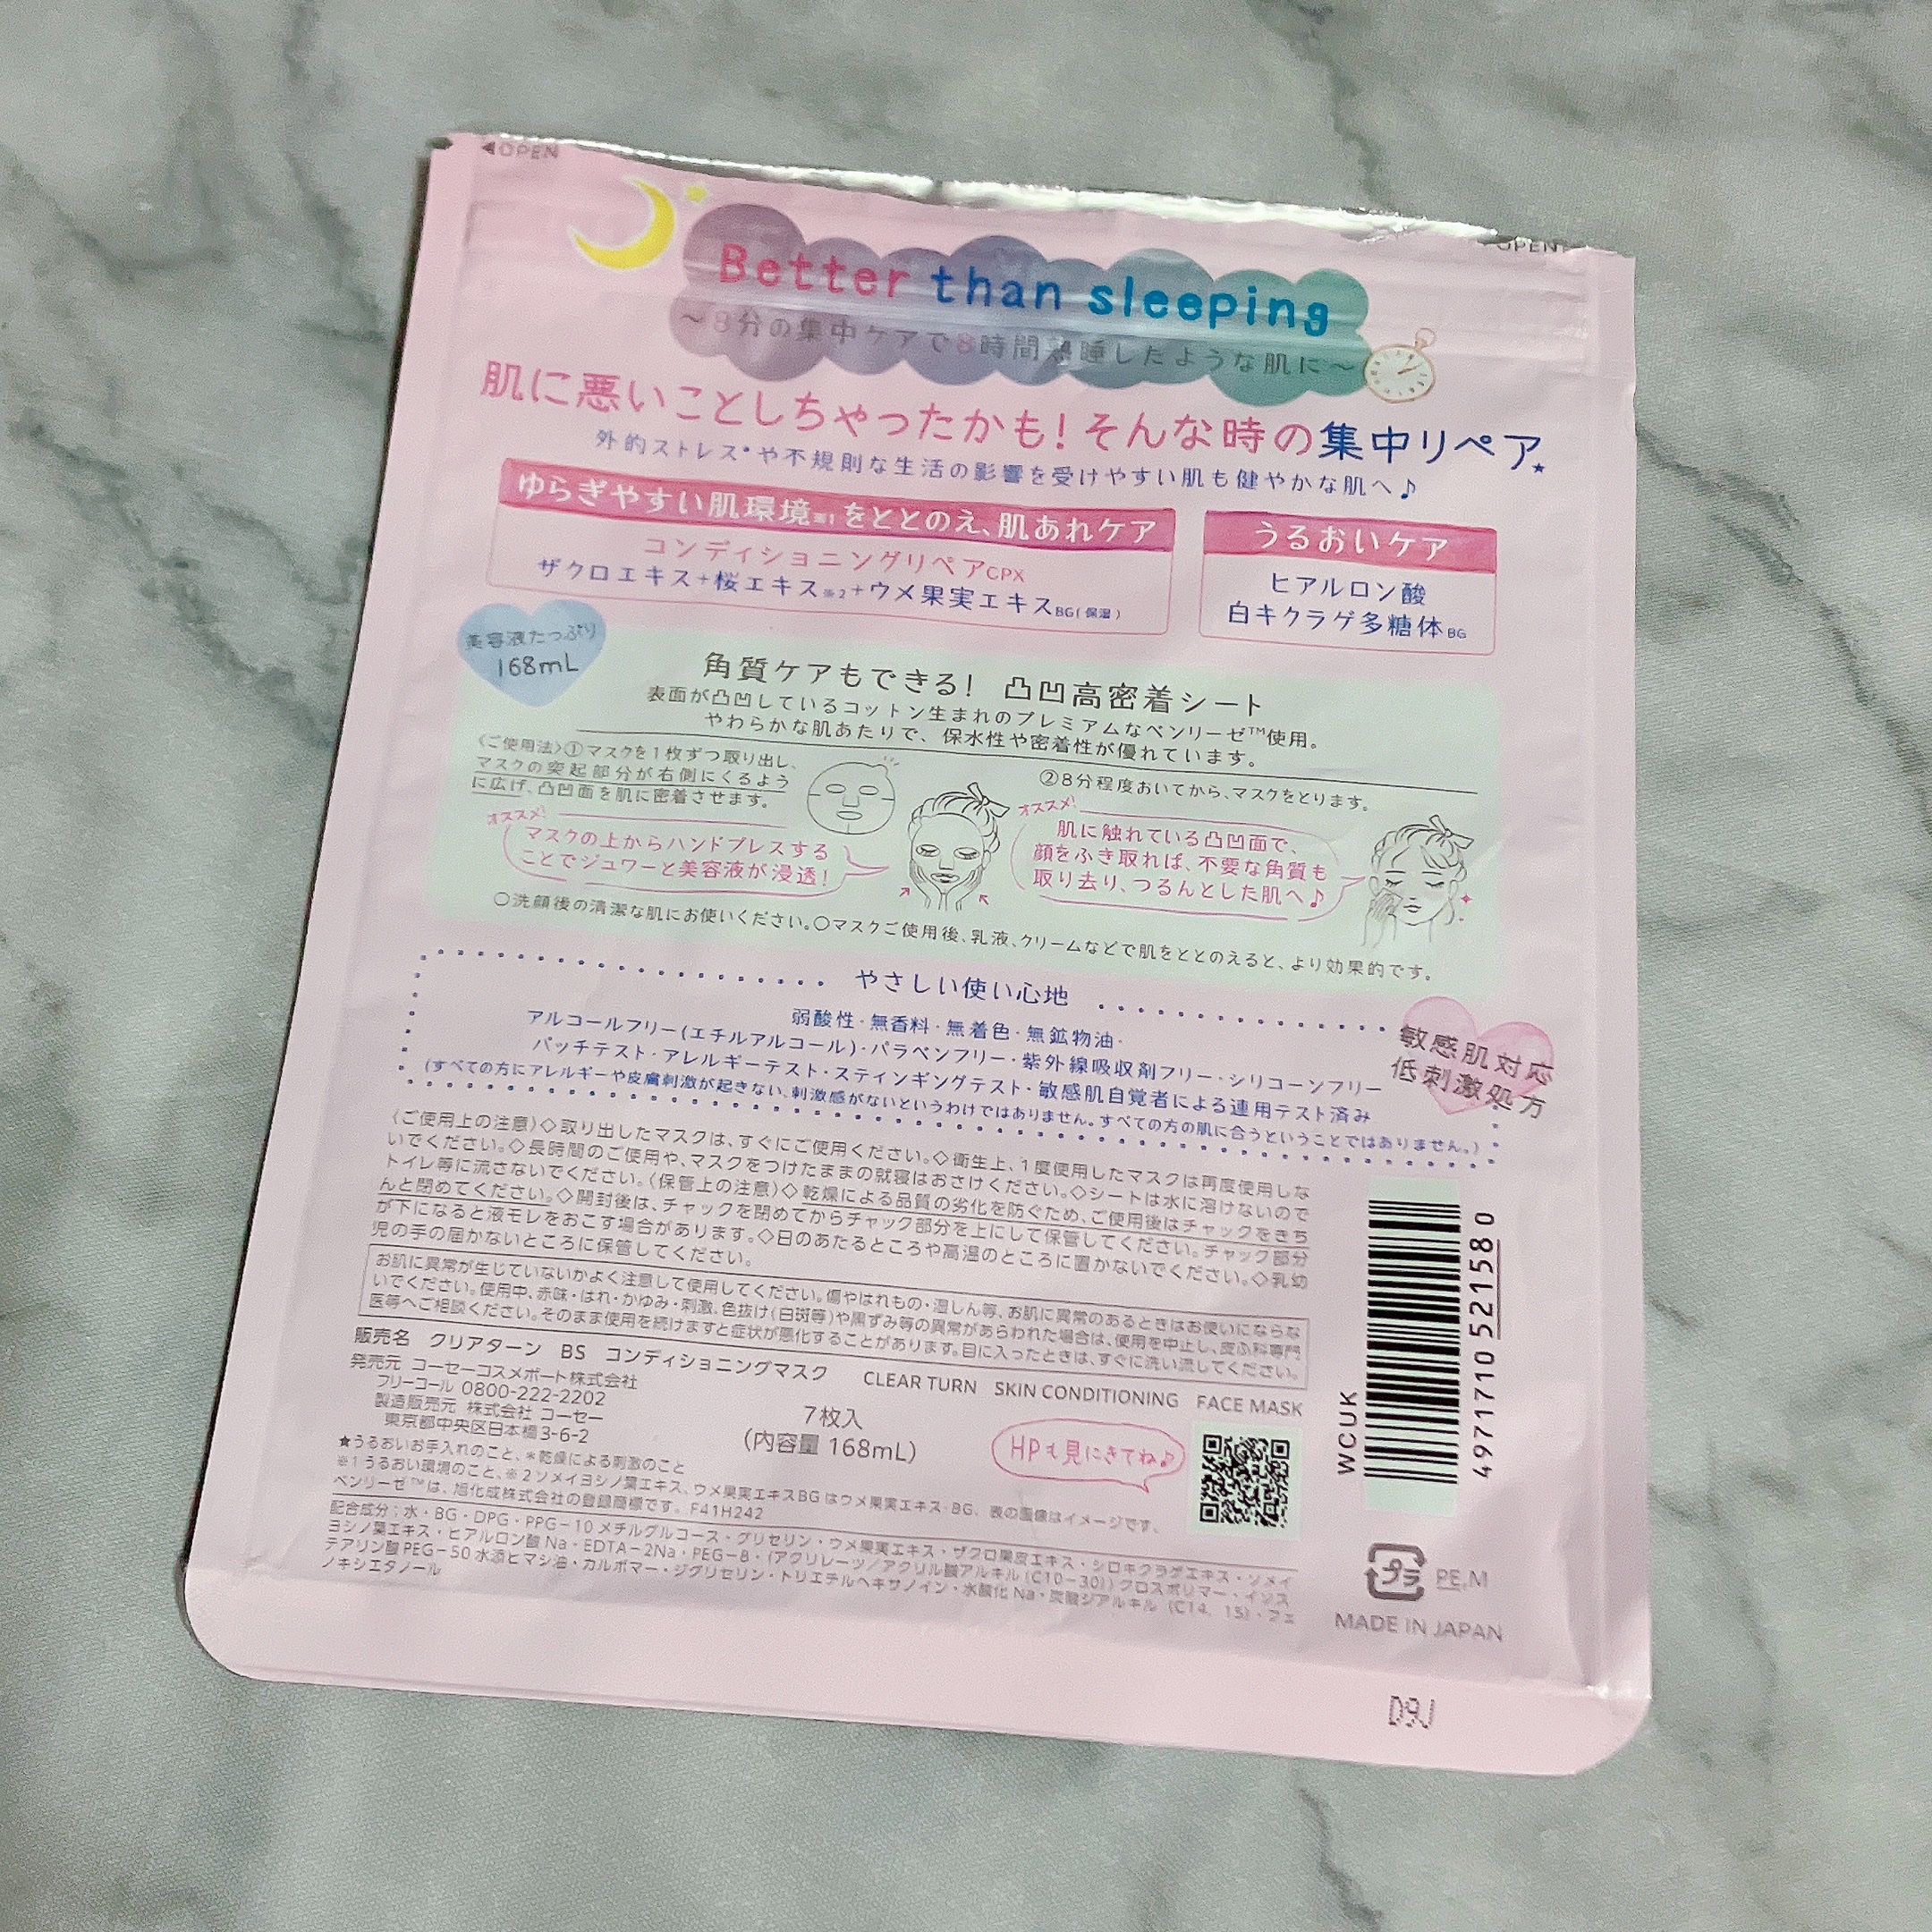 ◀OPEN
OPEN
Better than sleeping
〜8分の集中ケアで8時間熟睡したような肌に〜
肌に悪いことしちゃったかも！そんな時の集中リペア★
外的ストレス*や不規則な生活の影響を受けやすい肌も健やかな肌へ♪
ゆらぎやすい肌環境※1をととのえ、肌あれケア
コンディショニングリペアCPX
ザクロエキス+桜エキス※2+ウメ果実エキスBG(保湿)
うるおいケア
ヒアルロン酸
白キクラゲ多糖体BG
美容液たっぷり
168mL
角質ケアもできる！ 凸凹高密着シート
表面が凸凹しているコットン生まれのプレミアムなベンリーゼ™使用。
やわらかな肌あたりで、保水性や密着性が優れています。
〈ご使用法〉①マスクを1枚ずつ取り出し、
マスクの突起部分が右側にくるよう
に広げ、凸凹面を肌に密着させます。
オススメ!
マスクの上からハンドプレスする
ことでジュワーと美容液が浸透！
②8分程度おいてから、マスクをとります。
オススメ!
肌に触れている凸凹面で、
顔をふき取れば、不要な角質も
取り去り、つるんとした肌へ♪
○洗顔後の清潔な肌にお使いください。○マスクご使用後、乳液、クリームなどで肌をととのえると、より効果的です。
やさしい使い心地
弱酸性・無香料・無着色・無鉱物油・
アルコールフリー(エチルアルコール)・パラベンフリー・紫外線吸収剤フリー・シリコーンフリー
パッチテスト・アレルギーテスト・スティンギングテスト・敏感肌自覚者による連用テスト済み
(すべての方にアレルギーや皮膚刺激が起きない、刺激感がないというわけではありません。すべての方の肌に合うということではありません。)
敏感肌対応
低刺激処方
〈ご使用上の注意〉◇取り出したマスクは、すぐにご使用ください。◇衛生上、1度使用したマスクは再度使用しな
いでください。◇長時間のご使用や、マスクをつけたままの就寝はおさけください。◇シートは水に溶けないので
トイレ等に流さないでください。〈保管上の注意〉◇乾燥による品質の劣化を防ぐため、ご使用後はチャックをきち
んと閉めてください。◇開封後は、チャックを閉めてからチャック部分を上にして保管してください。チャック部分
が下になると液モレをおこす場合があります。◇日のあたるところや高温のところに置かないでください。◇乳幼
児の手の届かないところに保管してください。
お肌に異常が生じていないかよく注意して使用してください。傷やはれもの・湿しん等、お肌に異常のあるときはお使いにならな
いでください。使用中、赤味・はれ・かゆみ・刺激、色抜け(白斑等)や黒ずみ等の異常があらわれた場合は、使用を中止し、皮ふ科専門
医等へご相談ください。そのまま使用を続けますと症状が悪化することがあります。目に入ったときは、すぐに洗い流してください。
販売名 クリアターン BS コンディショニングマスク CLEAR TURN SKIN CONDITIONING FACE MASK
発売元 コーセーコスメポート株式会社
フリーコール 0800-222-2202
製造販売元 株式会社 コーセー
東京都中央区日本橋3-6-2
7枚入
(内容量 168mL)
HPも見にきてね♪
★うるおいお手入れのこと、*乾燥による刺激のこと
※1うるおい環境のこと、※2ソメイヨシノ葉エキス、ウメ果実エキスBGはウメ果実エキス・BG、表の画像はイメージです。
ベンリーゼ™は、旭化成株式会社の登録商標です。F41H242
配合成分；水・BG・DPG・PPG－10メチルグルコース・グリセリン・ウメ果実エキス・ザクロ果皮エキス・シロキクラゲエキス・ソメイ
ヨシノ葉エキス・ヒアルロン酸Na・EDTA－2Na・PEG－8・(アクリレーツ／アクリル酸アルキル(C10－30))クロスポリマー・イソス
テアリン酸PEG－50水添ヒマシ油・カルボマー・ジグリセリン・トリエチルヘキサノイン・水酸化Na・炭酸ジアルキル(C14，15)・フェ
ノキシエタノール
WCUK
4971710521580
プラ PE,M
MADE IN JAPAN
D9J